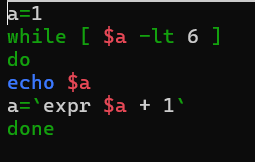 a=1
while [ $a -lt 6 ]
do
echo $a
a=`expr $a + 1`
done